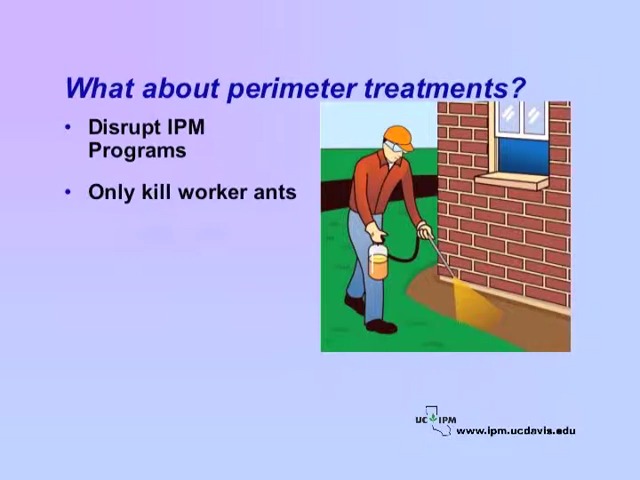 What about perimeter treatments?
• Disrupt IPM
Programs
• Only kill worker ants
UC IPM
www.ipm.ucdavis.edu